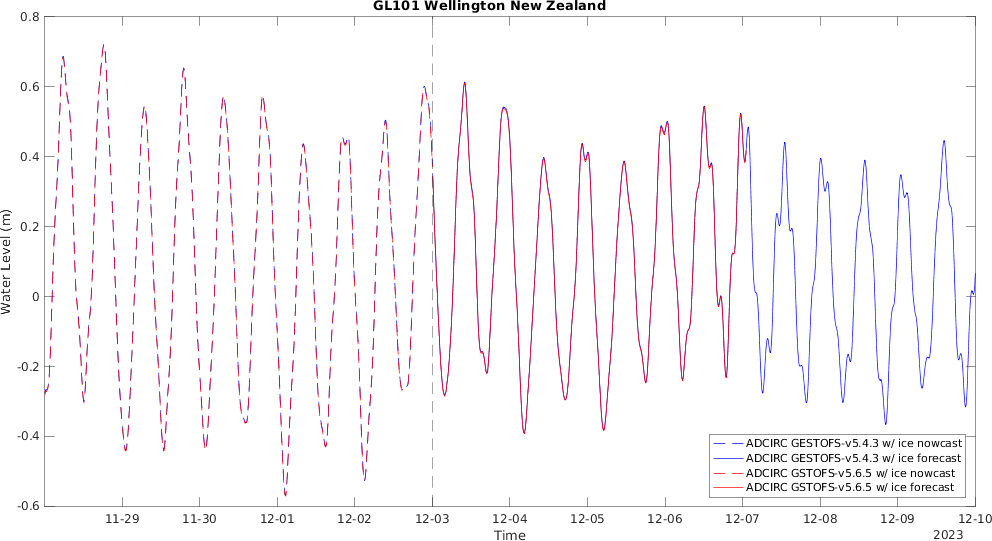 GL101 Wellington New Zealand
0.8
0.6
0.4
0.2
0
-0.2
-0.4
-0.6
Water Level (m)
ADCIRC GESTOFS-v5.4.3 w/ ice nowcast
ADCIRC GESTOFS-v5.4.3 w/ ice forecast
ADCIRC GSTOFS-v5.6.5 w/ ice nowcast
ADCIRC GSTOFS-v5.6.5 w/ ice forecast
11-29 11-30 12-01 12-02 12-03 12-04 12-05 12-06 12-07 12-08 12-09 12-10
Time
2023